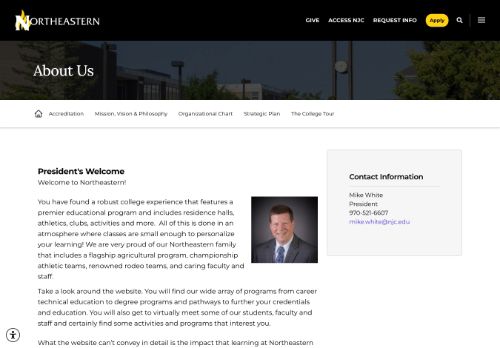 NORTHEASTERN
GIVE ACCESS NJC REQUEST INFO Apply
About Us
Accreditation Mission, Vision & Philosophy Organizational Chart Strategic Plan The College Tour
President's Welcome
Welcome to Northeastern!
You have found a robust college experience that features a
premier educational program and includes residence halls,
athletics, clubs, activities and more. All of this is done in an
atmosphere where classes are small enough to personalize
your learning! We are very proud of our Northeastern family
that includes a flagship agricultural program, championship
athletic teams, renowned rodeo teams, and caring faculty and
staff.
Take a look around the website. You will find our wide array of programs from career
technical education to degree programs and pathways to further your credentials
and education. You will also get to virtually meet some of our students, faculty and
staff and certainly find some activities and programs that interest you.
What the website can't convey in detail is the impact that learning at Northeastern
Contact Information
Mike White
President
970-521-6607
mike.white@njc.edu